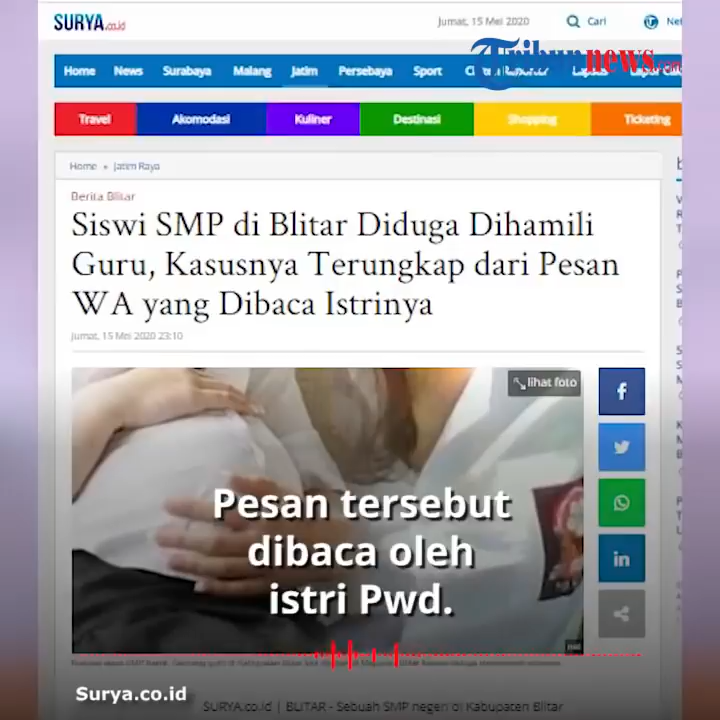 SURYA.co.id
Jumat, 15 Mei 2020
Cari
Tribunnews.com
Home News Surabaya Malang Jatim Persebaya Sport
Travel Akomodasi Kuliner Destinasi Shopping Ticketing
Home Jatim Raya
Berita Blitar
Siswi SMP di Blitar Diduga Dihamili
Guru, Kasusnya Terungkap dari Pesan
WA yang Dibaca Istrinya
Jumat, 15 Mei 2020 23:10
lihat foto
Pesan tersebut
dibaca oleh
istri Pwd.
Surya.co.id
SURYA.co.id | BLITAR - Sebuah SMP negeri di Kabupaten Blitar